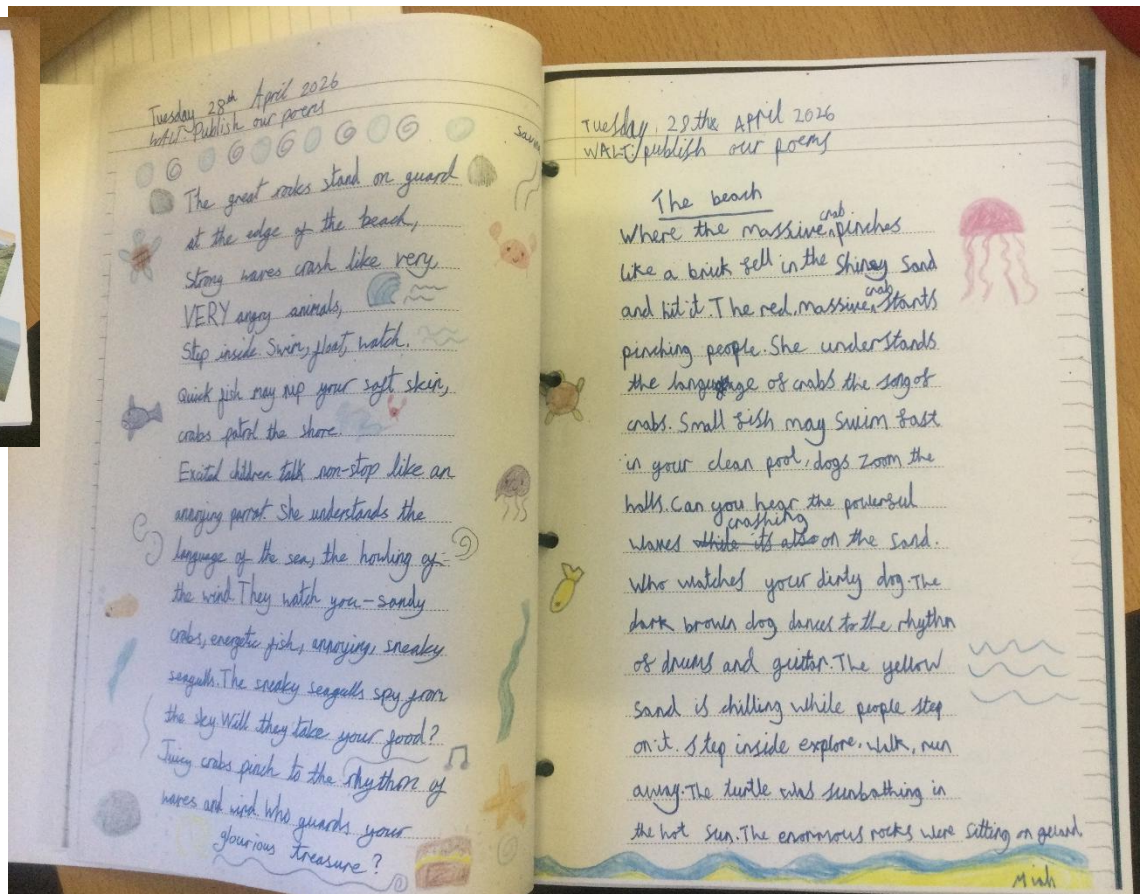 Tuesday 28th April 2026
WALT: Publish our poems
The great rocks stand on guard
at the edge of the beach,
Strong waves crash like very,
VERY angry animals,
Step inside Swim, float, watch.
Quick fish may nip your soft skin,
crabs patrol the shore.
Excited children talk non-stop like an
annoying parrot She understands the
language of the sea, the howling of
the wind They watch you-sandy
crabs, energetic fish, annoying, sneaky
seagulls. The sneaky seagulls spy from
the sky. Will they take your food?
Juicy crabs pinch to the rhythm of
waves and wind. Who guards your
glourious treasure?
Tuesday, 28the April 2026
WALT: publish our poems
The beach
Where the massive crab pinches
like a brick fell in the Shiney Sand
and hit it. The red, massive crab starts
pinching people. She understands
the language of crabs the song of
crabs. Small fish may Swim fast
in your clean pool, dogs zoom the
halls. Can you hear the powerful
waves crashing on the sand.
Who watches your dirty dog. The
dark brown dog dances to the rhythm
of drums and guitar. The yellow
Sand is chilling while people step
on it. Step inside explore. Walk, run
away. The turtle was sunbathing in
the hot sun. The enormous rocks were sitting on